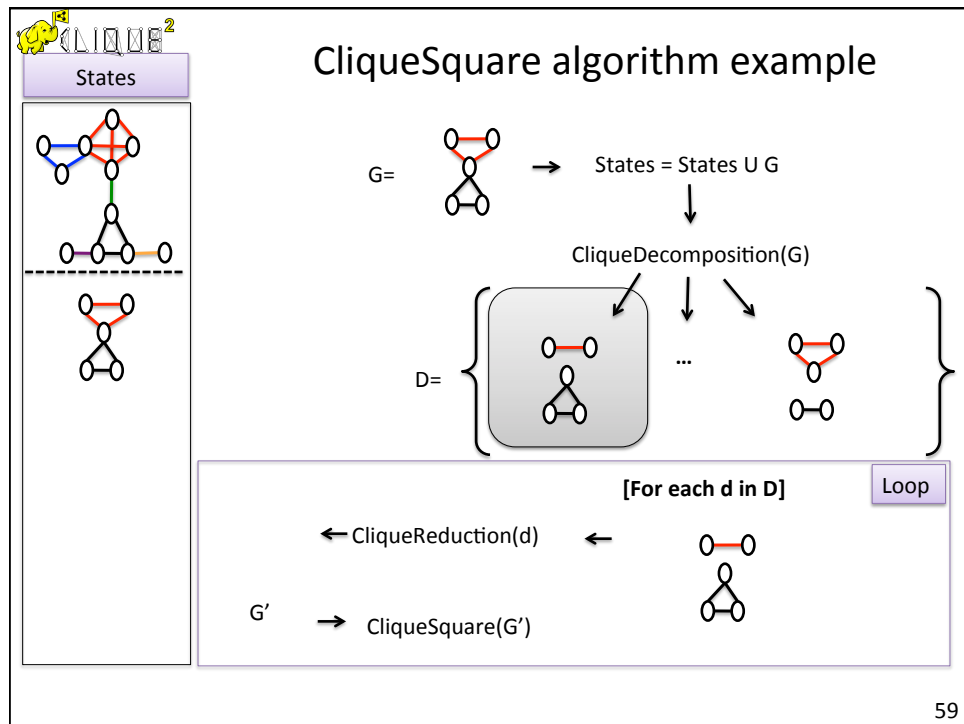 CLIQUE²
States
CliqueSquare algorithm example
G=
States = States U G
CliqueDecomposition(G)
D=
...
[For each d in D]
Loop
CliqueReduction(d)
G’
CliqueSquare(G’)
59